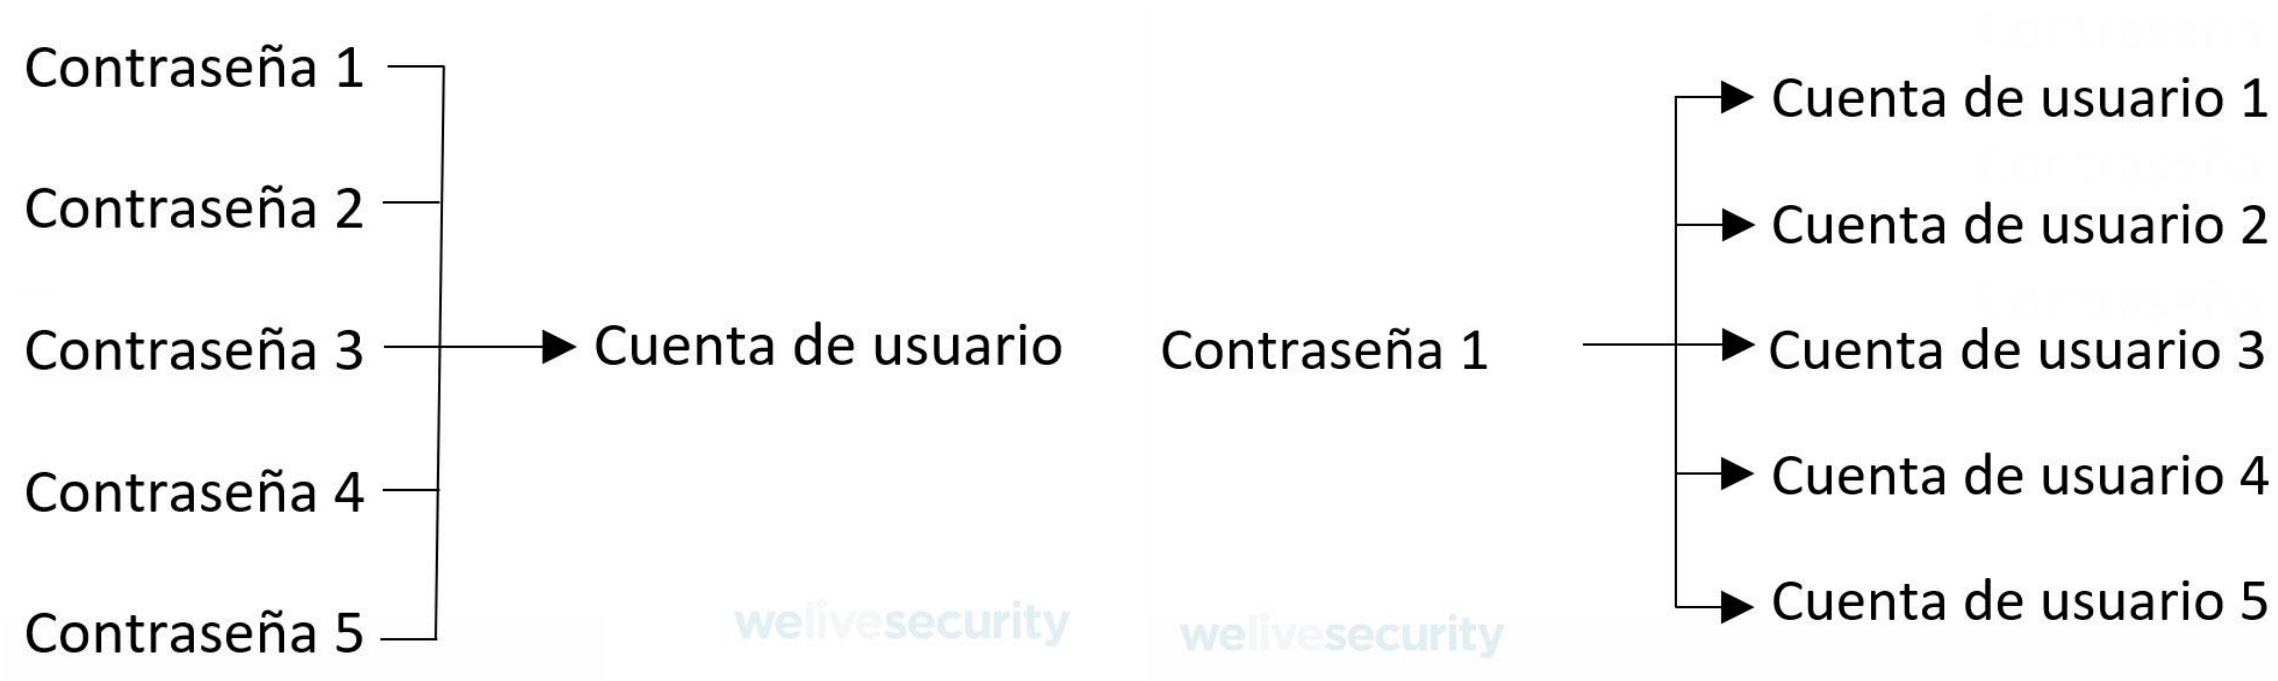 Contraseña 1
Contraseña 2
Contraseña 3
Contraseña 4
Contraseña 5
Cuenta de usuario
welivesecurity
Contraseña 1
Cuenta de usuario 1
Cuenta de usuario 2
Cuenta de usuario 3
Cuenta de usuario 4
Cuenta de usuario 5
welivesecurity